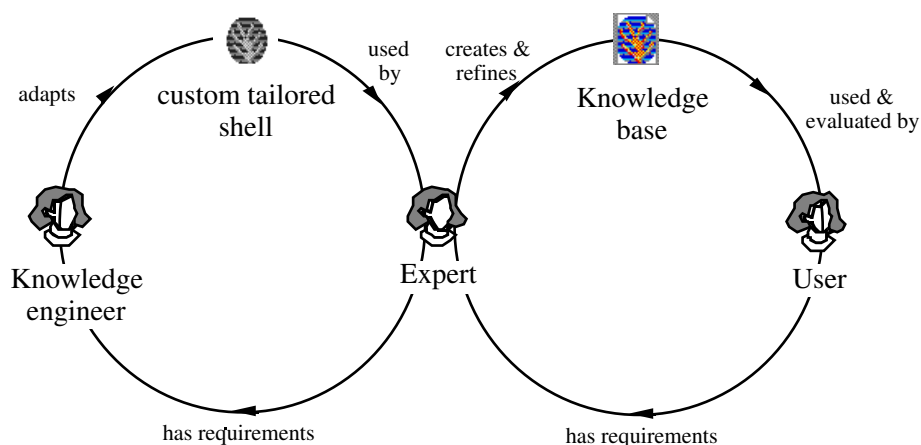 adapts
custom tailored
shell
used
by
creates &
refines
Knowledge
base
used &
evaluated by
Knowledge
engineer
Expert
User
has requirements
has requirements